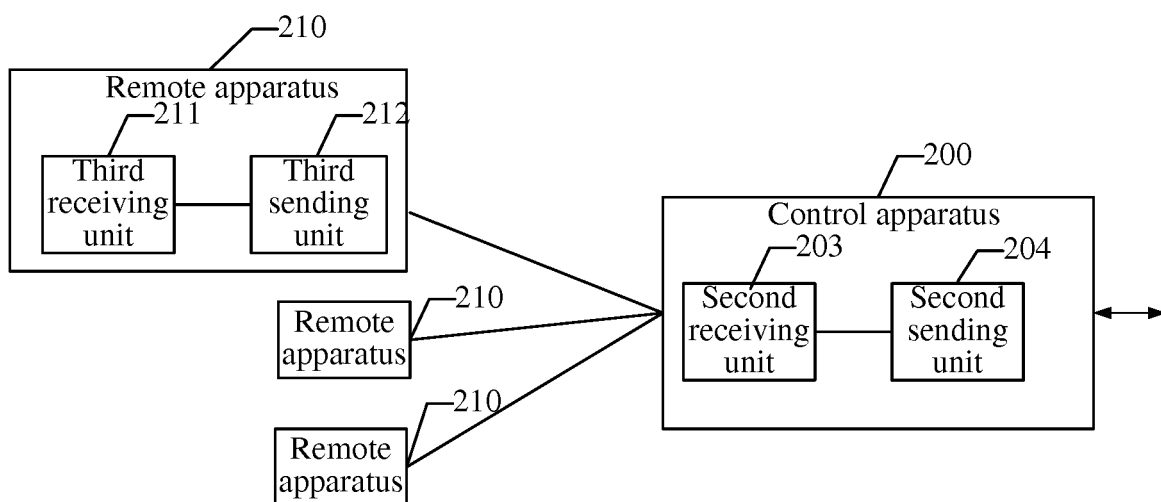 210
Remote apparatus
211
212
Third
receiving
unit
Third
sending
unit
200
Control apparatus
203
204
Second
receiving
unit
Second
sending
unit
210
Remote
apparatus
210
Remote
apparatus